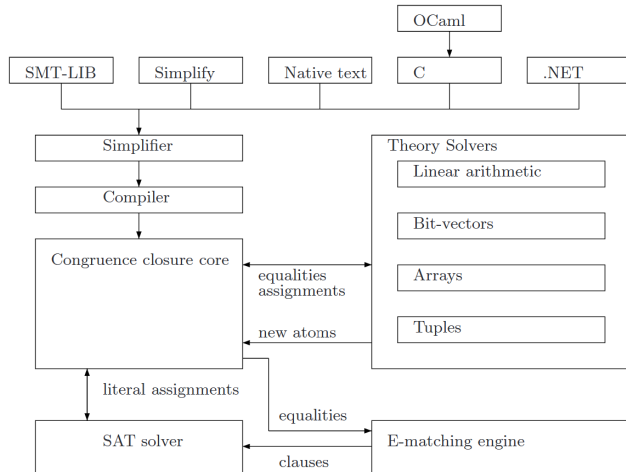 OCaml
SMT-LIB
Simplify
Native text
C
.NET
Simplifier
Theory Solvers
Linear arithmetic
Compiler
Bit-vectors
Congruence closure core
equalities
assignments
Arrays
new atoms
Tuples
literal assignments
equalities
SAT solver
E-matching engine
clauses